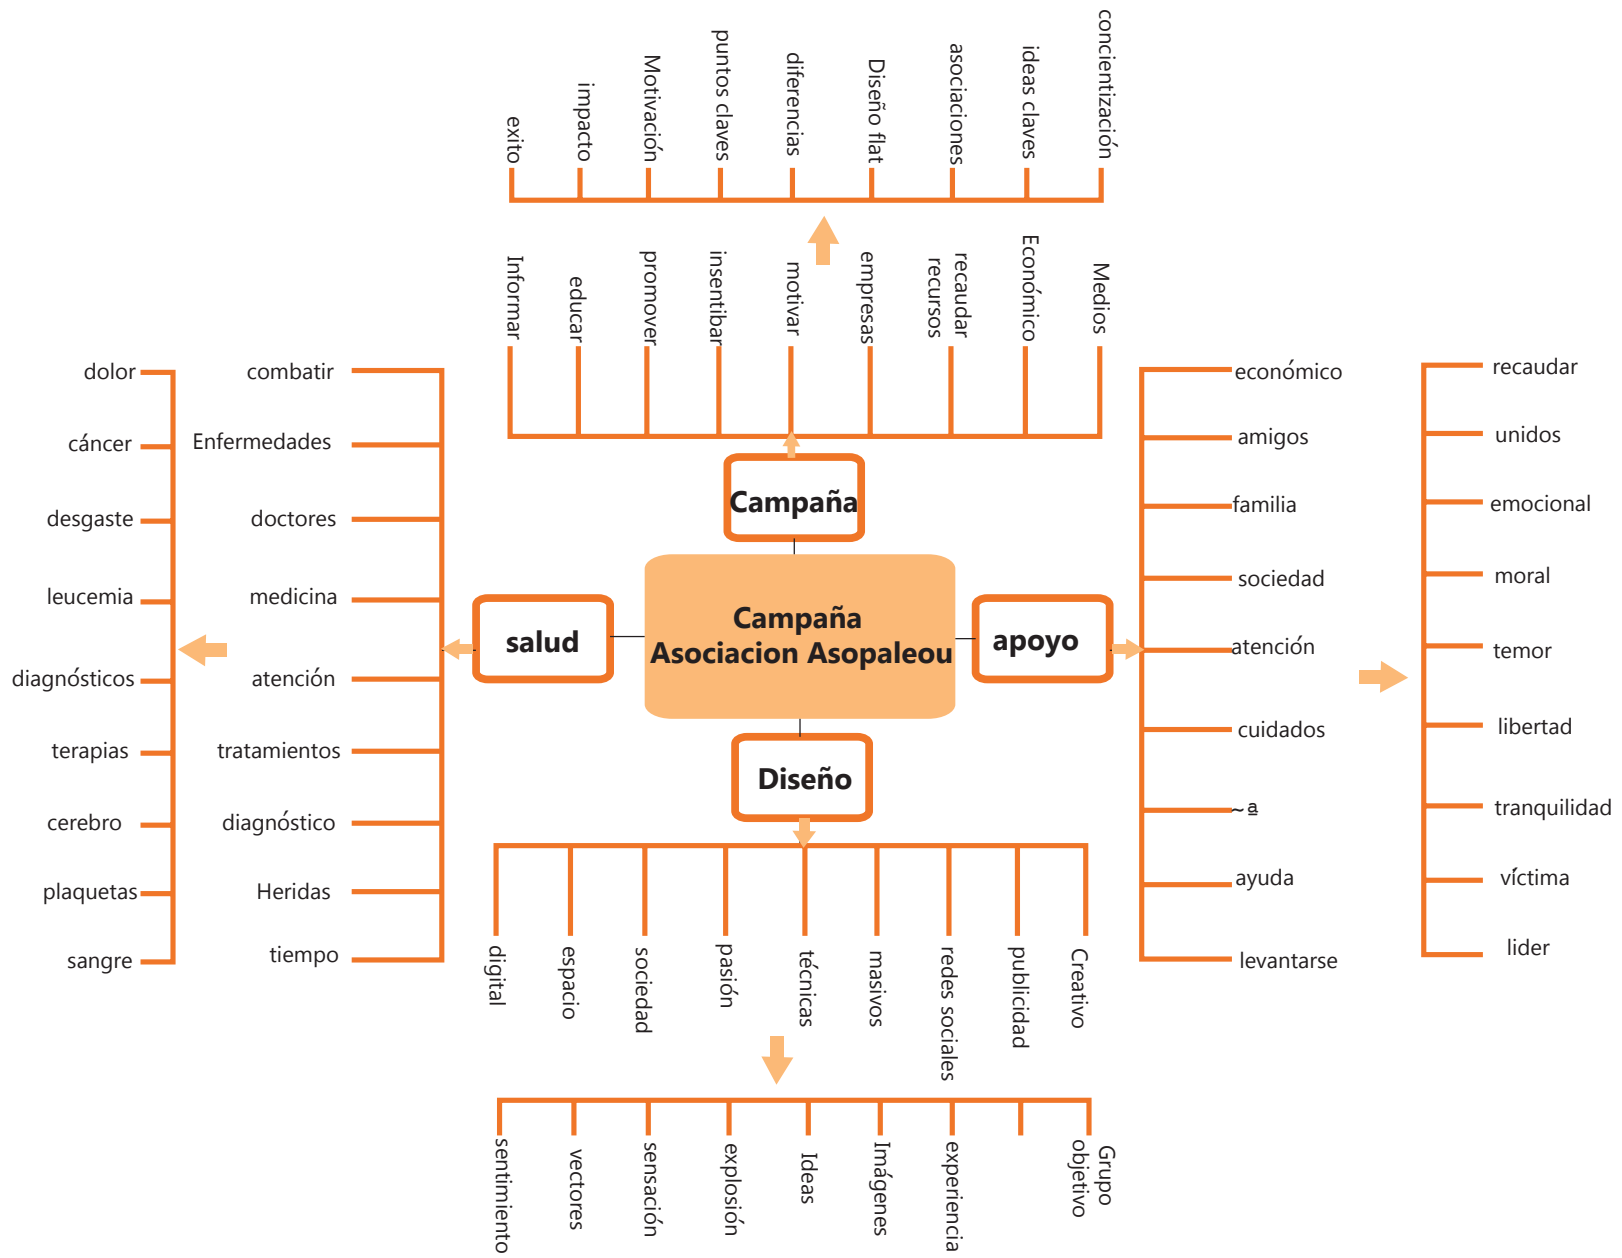 exito
impacto
Motivación
puntos claves
diferencias
Diseño flat
asociaciones
ideas claves
concientización
Informar
educar
promover
insentibar
motivar
empresas
recaudar
recursos
Económico
Medios
dolor
cáncer
desgaste
leucemia
diagnósticos
terapias
cerebro
plaquetas
sangre
combatir
Enfermedades
doctores
medicina
atención
tratamientos
diagnóstico
Heridas
tiempo
salud
Campaña
Campaña
Asociacion Asopaleou
Diseño
apoyo
económico
amigos
familia
sociedad
atención
cuidados
~ª
ayuda
levantarse
recaudar
unidos
emocional
moral
temor
libertad
tranquilidad
víctima
lider
digital
espacio
sociedad
pasión
técnicas
masivos
redes sociales
publicidad
Creativo
sentimiento
vectores
sensación
explosión
Ideas
Imágenes
experiencia
Grupo
objetivo